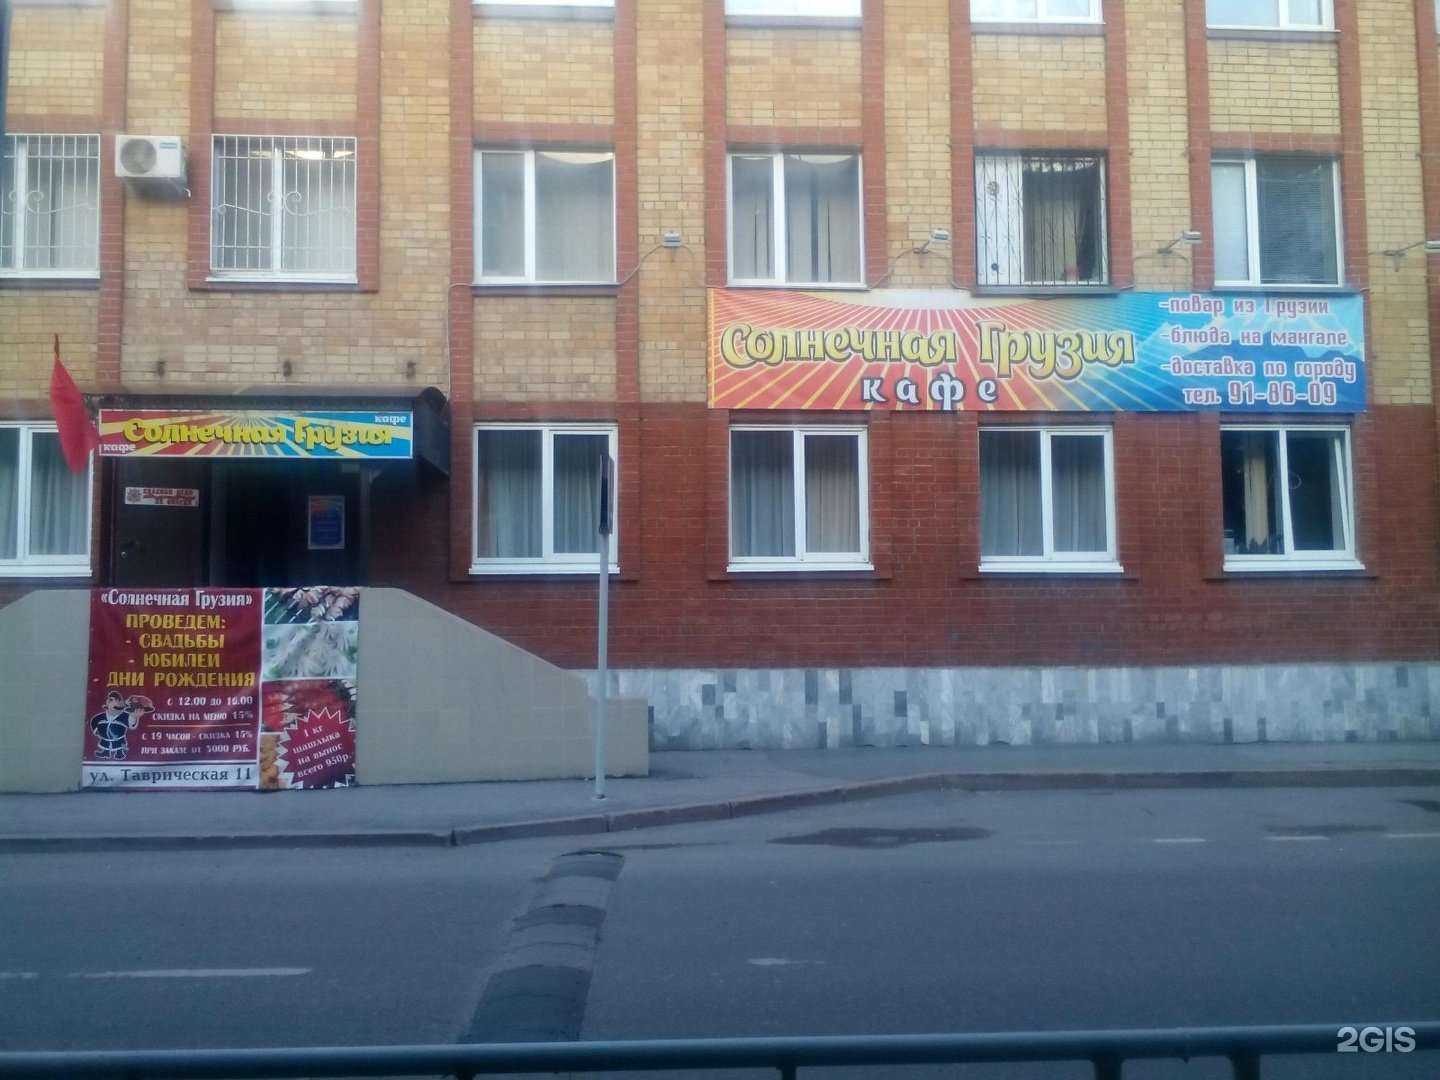 Солнечная Грузия
кафе
-повар из Грузии
-блюда на мангале
-доставка по городу
тел. 91-86-09
кафе
Солнечная Грузия
кафе
«Солнечная Грузия»
ПРОВЕДЕМ:
- СВАДЬБЫ
- ЮБИЛЕИ
- ДНИ РОЖДЕНИЯ
С 12.00 ДО 16.00
СКИДКА НА МЕНЮ 15%
С 19 ЧАСОВ - СКИДКА 15%
ПРИ ЗАКАЗЕ ОТ 3000 РУБ.
ул. Таврическая 11
1 кг
шашлыка
на вынос
всего 950р.
2GIS